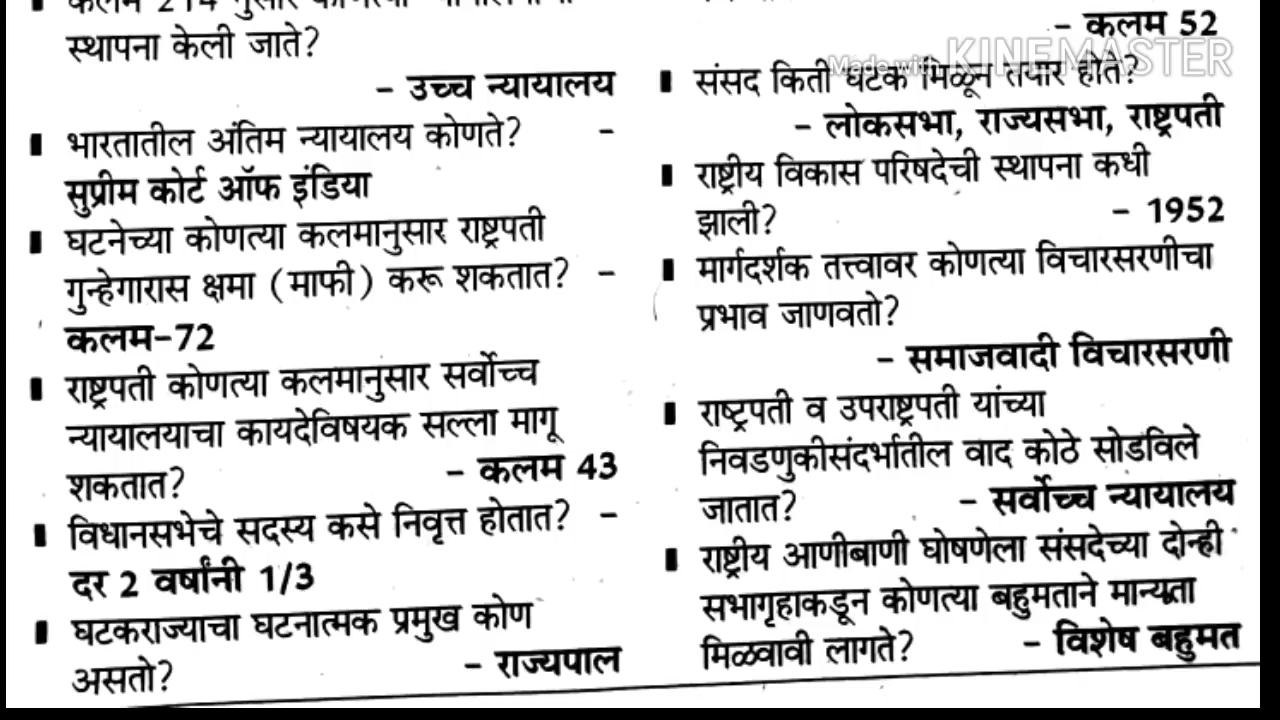 कलम 214 नुसार कोणत्या
स्थापना केली जाते?
- उच्च न्यायालय
भारतातील अंतिम न्यायालय कोणते? -
सुप्रीम कोर्ट ऑफ इंडिया
घटनेच्या कोणत्या कलमानुसार राष्ट्रपती
गुन्हेगारास क्षमा (माफी) करू शकतात? -
कलम-72
राष्ट्रपती कोणत्या कलमानुसार सर्वोच्च
न्यायालयाचा कायदेविषयक सल्ला मागू
शकतात? - कलम 43
विधानसभेचे सदस्य कसे निवृत्त होतात? -
दर 2 वर्षांनी 1/3
घटकराज्याचा घटनात्मक प्रमुख कोण
असतो? - राज्यपाल
- कलम 52
Made with KINEMASTER
संसद किती घटक मिळून तयार होते?
- लोकसभा, राज्यसभा, राष्ट्रपती
राष्ट्रीय विकास परिषदेची स्थापना कधी
झाली? - 1952
मार्गदर्शक तत्त्वावर कोणत्या विचारसरणीचा
प्रभाव जाणवतो?
- समाजवादी विचारसरणी
राष्ट्रपती व उपराष्ट्रपती यांच्या
निवडणुकीसंदर्भातील वाद कोठे सोडविले
जातात? - सर्वोच्च न्यायालय
राष्ट्रीय आणीबाणी घोषणेला संसदेच्या दोन्ही
सभागृहाकडून कोणत्या बहुमताने मान्यता
मिळवावी लागते? - विशेष बहुमत